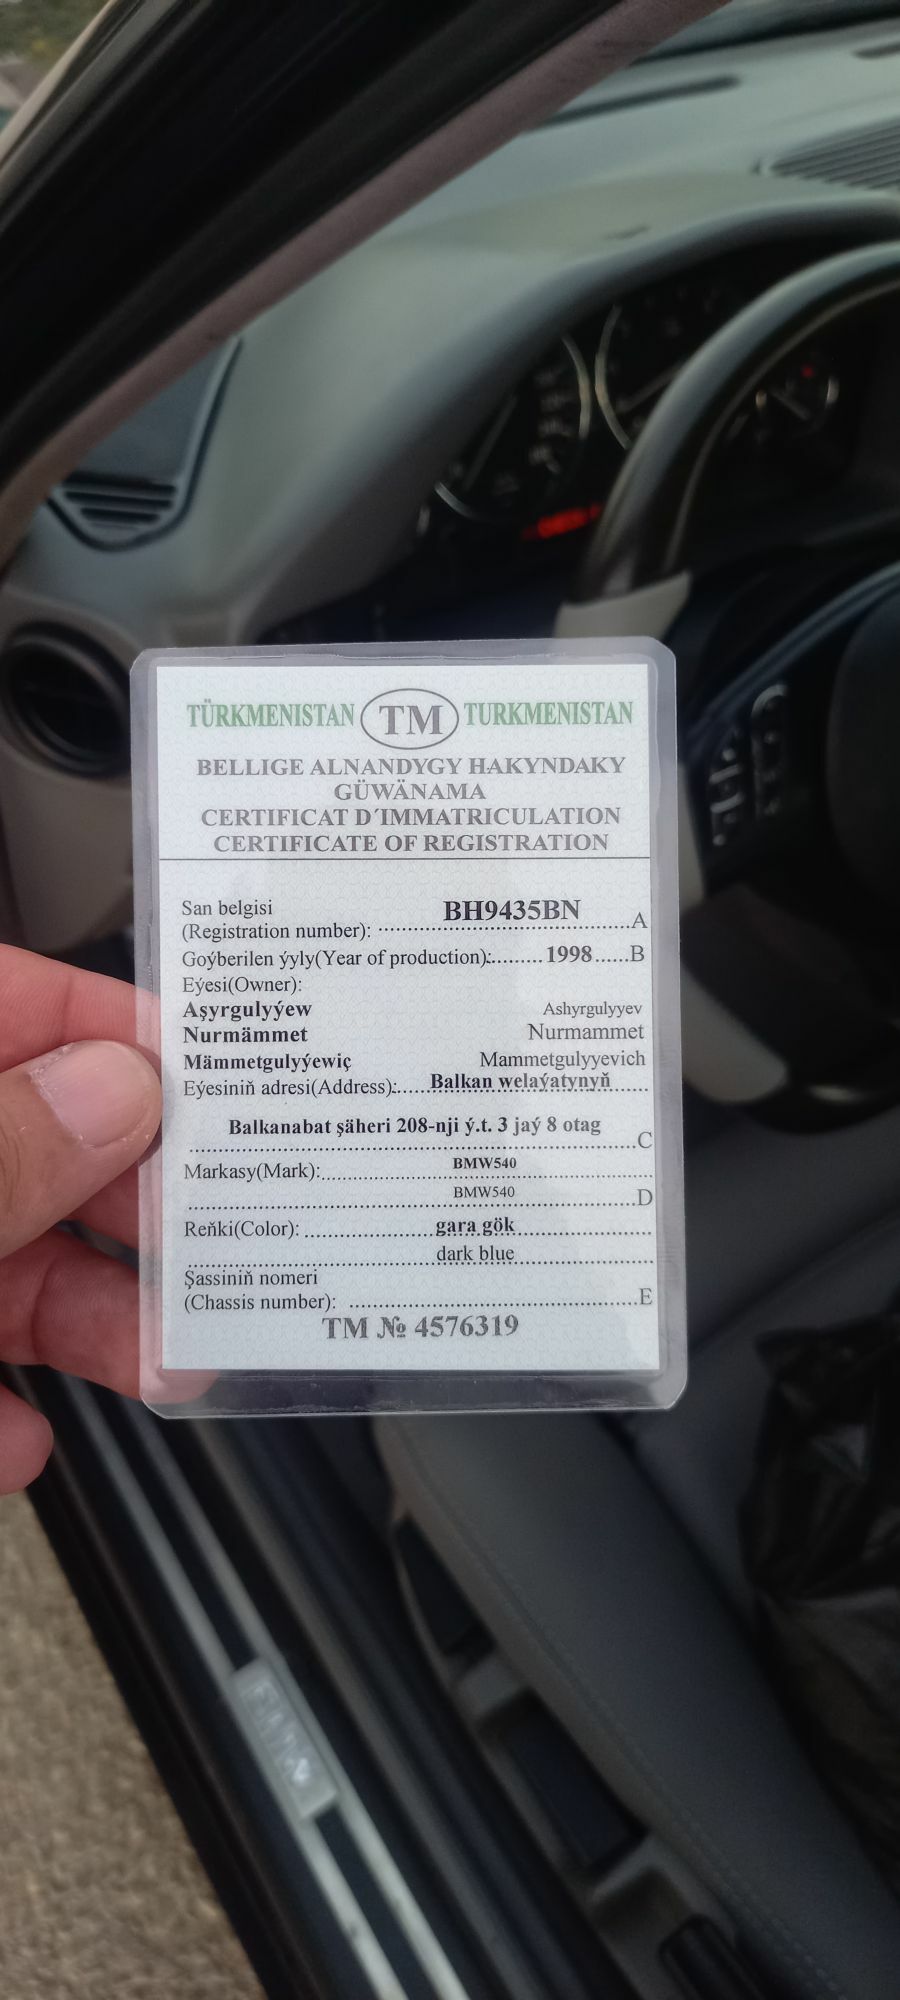 TÜRKMENISTAN TM TURKMENISTAN
BELLIGE ALNANDYGY HAKYNDAKY
GÜWÄNAMA
CERTIFICAT D´IMMATRICULATION
CERTIFICATE OF REGISTRATION
San belgisi
(Registration number): BH9435BN A
Goýberilen ýyly(Year of production): 1998 B
Eýesi(Owner):
Aşyrgulyýew Ashyrgulyyev
Nurmämmet Nurmammet
Mämmetgulyýewiç Mammetgulyyevich
Eýesiniň adresi(Address): Balkan welaýatynyň
Balkanabat şäheri 208-nji ý.t. 3 jaý 8 otag
C
Markasy(Mark): BMW540
BMW540 D
Reňki(Color): gara gök
dark blue
Şassiniň nomeri
(Chassis number): E
TM № 4576319